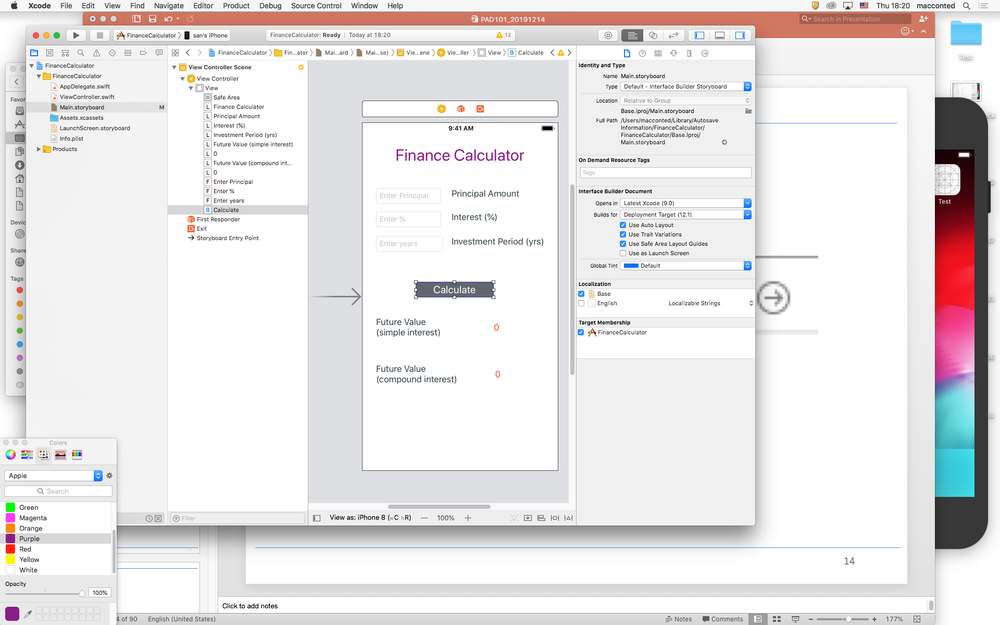 Xcode File Edit View Find Navigate Editor Product Debug Source Control Window Help
Thu 18:20 macconted
PAD101_20191214
Search in Presentation
FinanceCalculator san's iPhone
FinanceCalculator: Ready | Today at 18:20
12
FinanceCalculator Fin...ator Mai...ard Mai...se) Vie...ene Vie...ller View B Calculate
FinanceCalculator
FinanceCalculator
AppDelegate.swift
ViewController.swift
Main.storyboard M
Assets.xcassets
LaunchScreen.storyboard
Info.plist
Products
Favor
Devic
Share
Tags
View Controller Scene
View Controller
View
Safe Area
L Finance Calculator
L Principal Amount
L Interest (%)
L Investment Period (yrs)
L Future Value (simple interest)
L 0
L Future Value (compound int...
L 0
F Enter Principal
F Enter %
F Enter years
B Calculate
First Responder
Exit
Storyboard Entry Point
Filter
9:41 AM
Finance Calculator
Enter Principal Principal Amount
Enter % Interest (%)
Enter years Investment Period (yrs)
Calculate
Future Value
(simple interest)
0
Future Value
(compound interest)
0
View as: iPhone 8 (wC hR) — 100% +
Identity and Type
Name Main.storyboard
Type Default - Interface Builder Storyboard
Location Relative to Group
Base.lproj/Main.storyboard
Full Path /Users/macconted/Library/Autosave
Information/FinanceCalculator/
FinanceCalculator/Base.lproj/
Main.storyboard
On Demand Resource Tags
Tags
Interface Builder Document
Opens in Latest Xcode (9.0)
Builds for Deployment Target (12.1)
Use Auto Layout
Use Trait Variations
Use Safe Area Layout Guides
Use as Launch Screen
Global Tint Default
Localization
Base
English Localizable Strings
Target Membership
FinanceCalculator
Test
Test
Colors
Apple
Search
Green
Magenta
Orange
Purple
Red
Yellow
White
Opacity
100%
14
Click to add notes
4 of 90 English (United States)
Notes Comments 177%